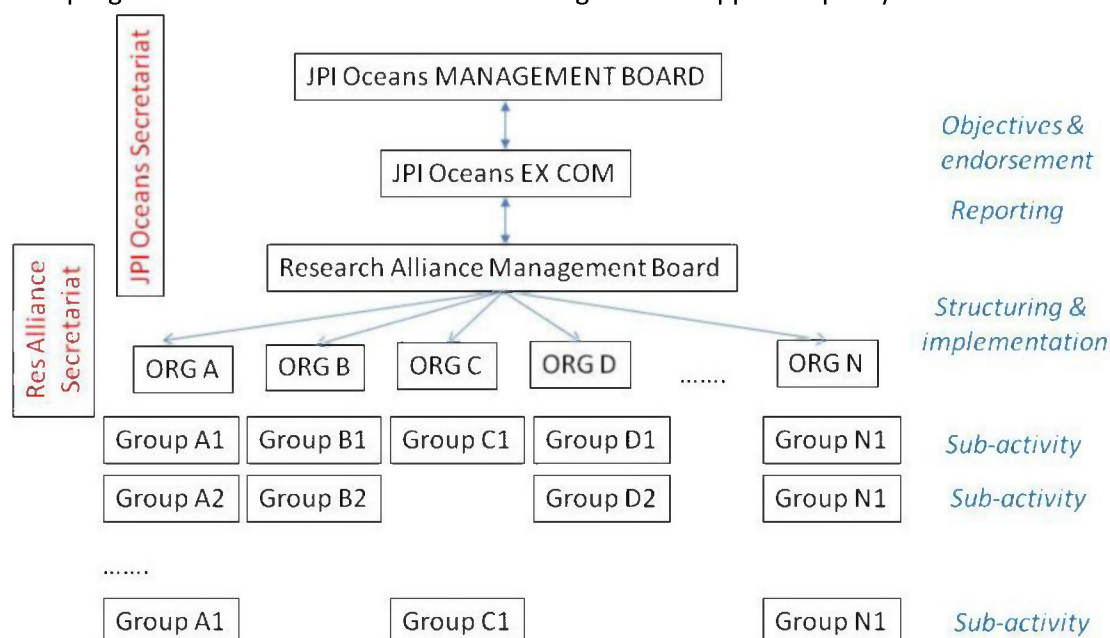 JPI Oceans Secretariat
JPI Oceans MANAGEMENT BOARD
Objectives &
endorsement
JPI Oceans EX COM
Reporting
Res Alliance
Secretariat
Research Alliance Management Board
Structuring &
implementation
ORG A
ORG B
ORG C
ORG D
.......
ORG N
Group A1
Group B1
Group C1
Group D1
Group N1
Sub-activity
Group A2
Group B2
Group D2
Group N1
Sub-activity
.......
Group A1
Group C1
Group N1
Sub-activity